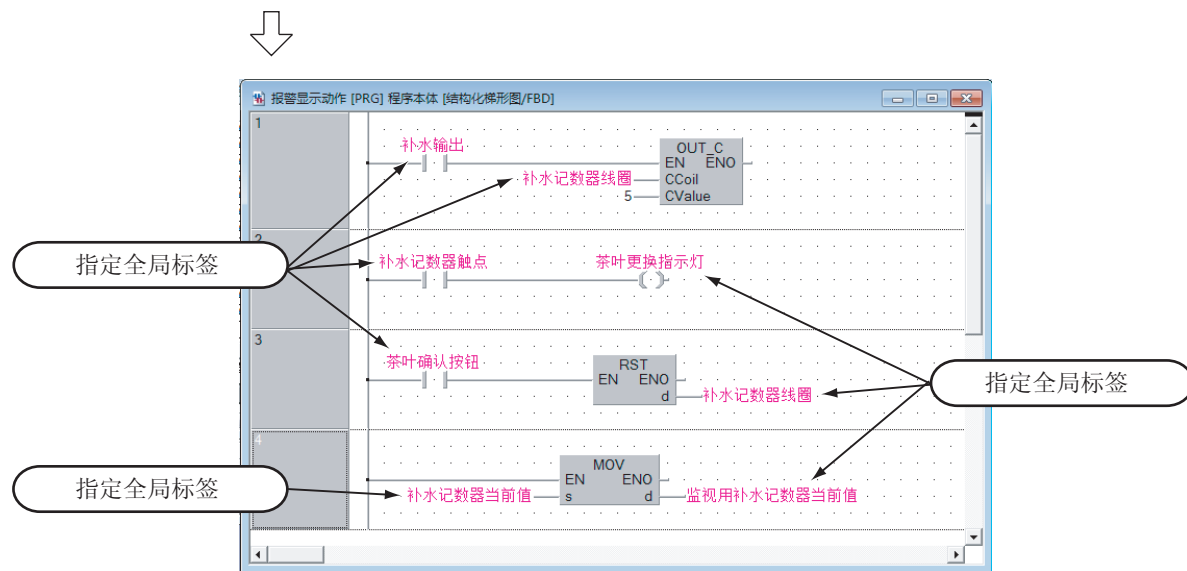 报警显示动作 [PRG] 程序本体 [结构化梯形图/FBD]
1
补水输出
OUT_C
EN ENO
补水记数器线圈 CCoil
5 CValue
指定全局标签
2
补水记数器触点 茶叶更换指示灯
3
茶叶确认按钮
RST
EN ENO
d 补水记数器线圈
指定全局标签
4
MOV
EN ENO
指定全局标签
补水记数器当前值 s d 监视用补水记数器当前值